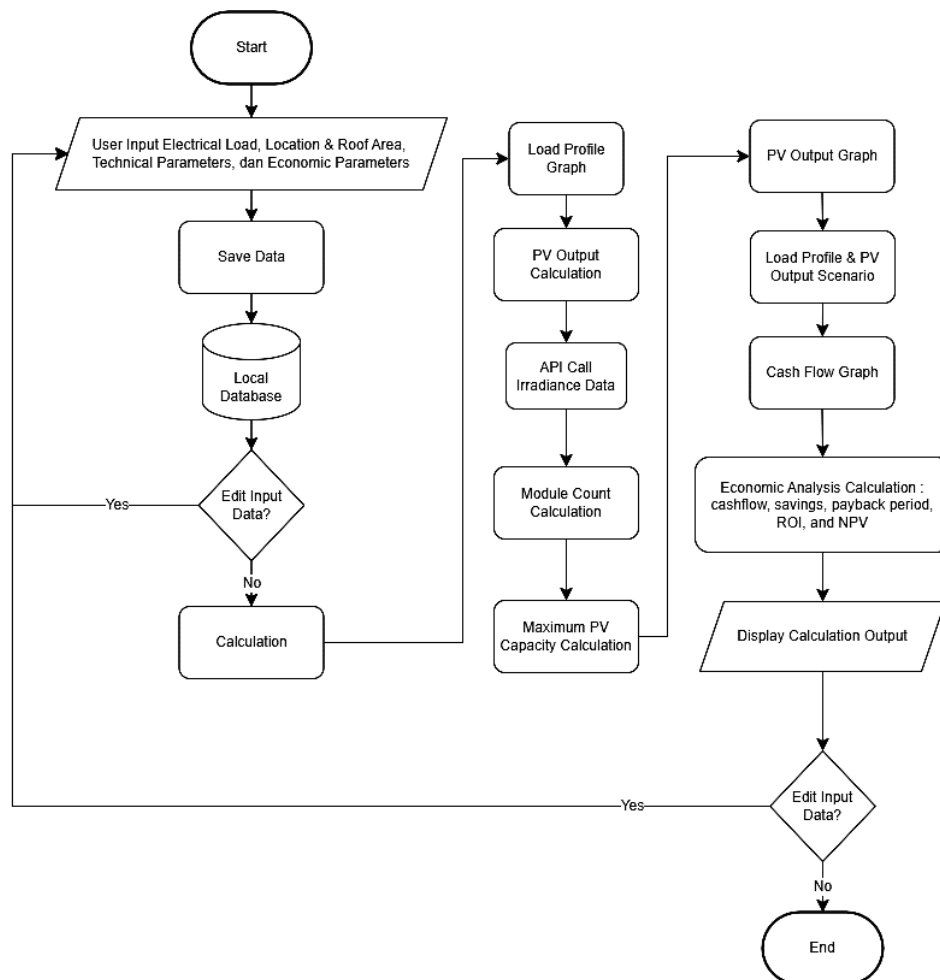 Start
User Input Electrical Load, Location & Roof Area,
Technical Parameters, dan Economic Parameters
Save Data
Local
Database
Edit Input
Data?
Yes
No
Calculation
Load Profile
Graph
PV Output
Calculation
API Call
Irradiance Data
Module Count
Calculation
Maximum PV
Capacity Calculation
PV Output Graph
Load Profile & PV
Output Scenario
Cash Flow Graph
Economic Analysis Calculation :
cashflow, savings, payback period,
ROI, and NPV
Display Calculation Output
Edit Input
Data?
Yes
No
End